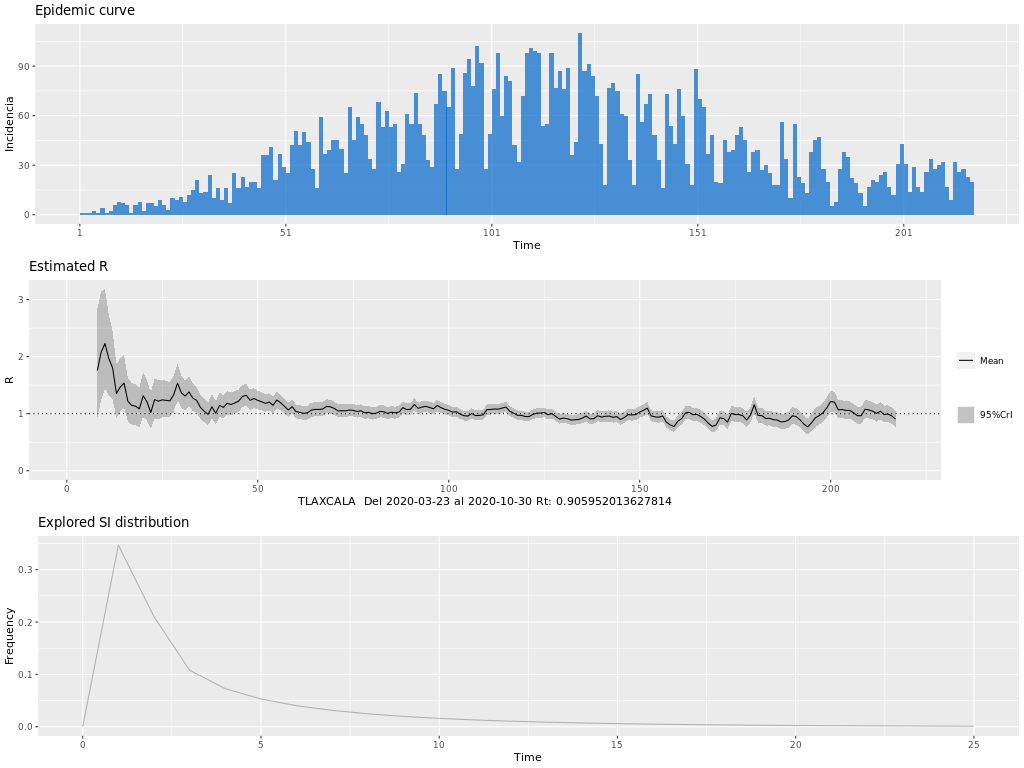 Epidemic curve
90
60
30
0
Incidencia
1 51 101 151 201
Time
Estimated R
3
2
1
0
R
Mean
95%CrI
0 50 100 150 200
TLAXCALA Del 2020-03-23 al 2020-10-30 Rt: 0.905952013627814
Explored SI distribution
0.3
0.2
0.1
0.0
Frequency
0 5 10 15 20 25
Time